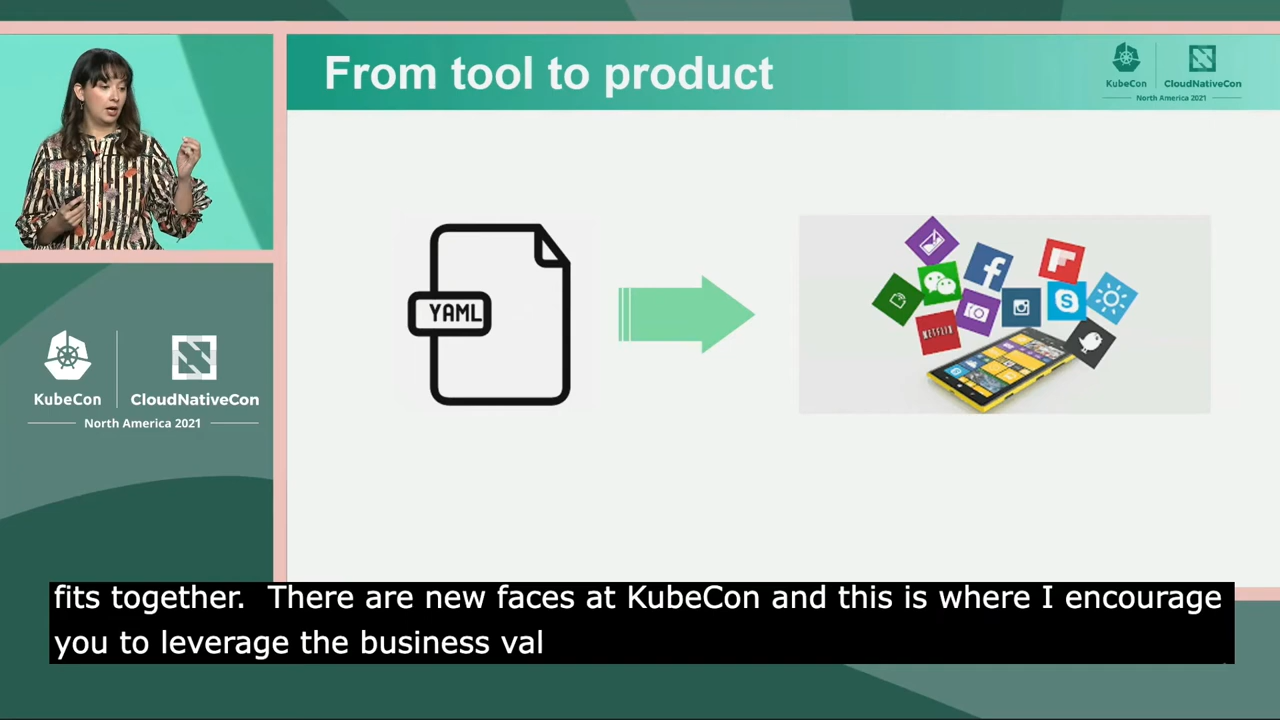 From tool to product
KubeCon
CloudNativeCon
North America 2021
YAML
NETFLIX
KubeCon
CloudNativeCon
North America 2021
fits together. There are new faces at KubeCon and this is where I encourage
you to leverage the business val